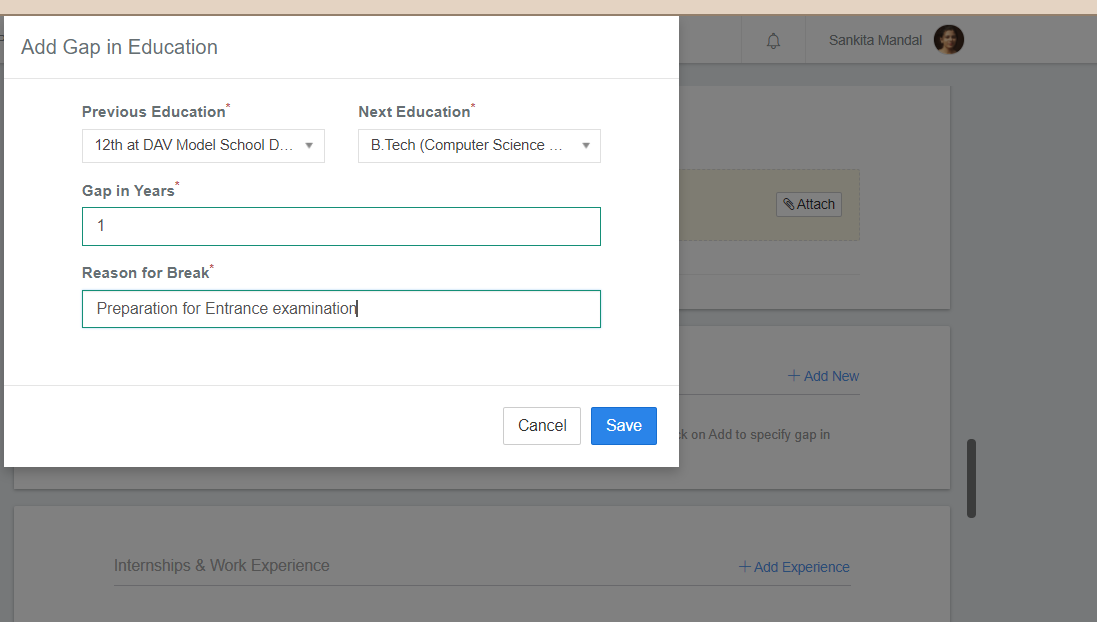 Add Gap in Education
Sankita Mandal
Previous Education* Next Education*
12th at DAV Model School D... B.Tech (Computer Science ...
Gap in Years*
1
Attach
Reason for Break*
Preparation for Entrance examination
+ Add New
Cancel Save
on Add to specify gap in
Internships & Work Experience
+ Add Experience